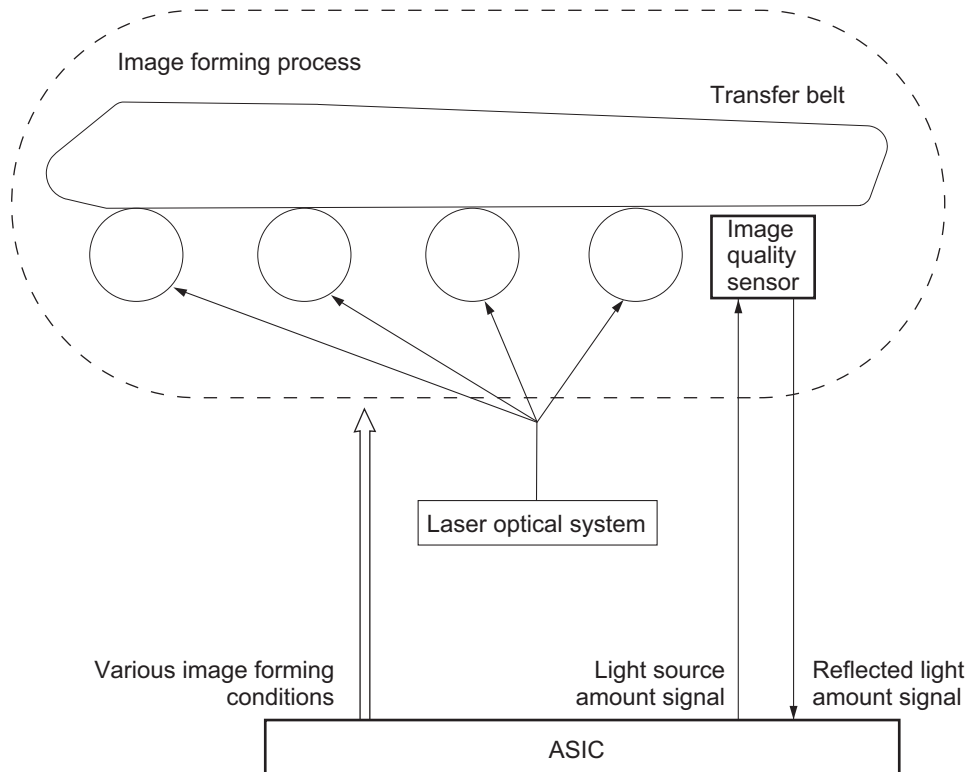 Image forming process
Transfer belt
Image
quality
sensor
Laser optical system
Various image forming
conditions
Light source
amount signal
Reflected light
amount signal
ASIC